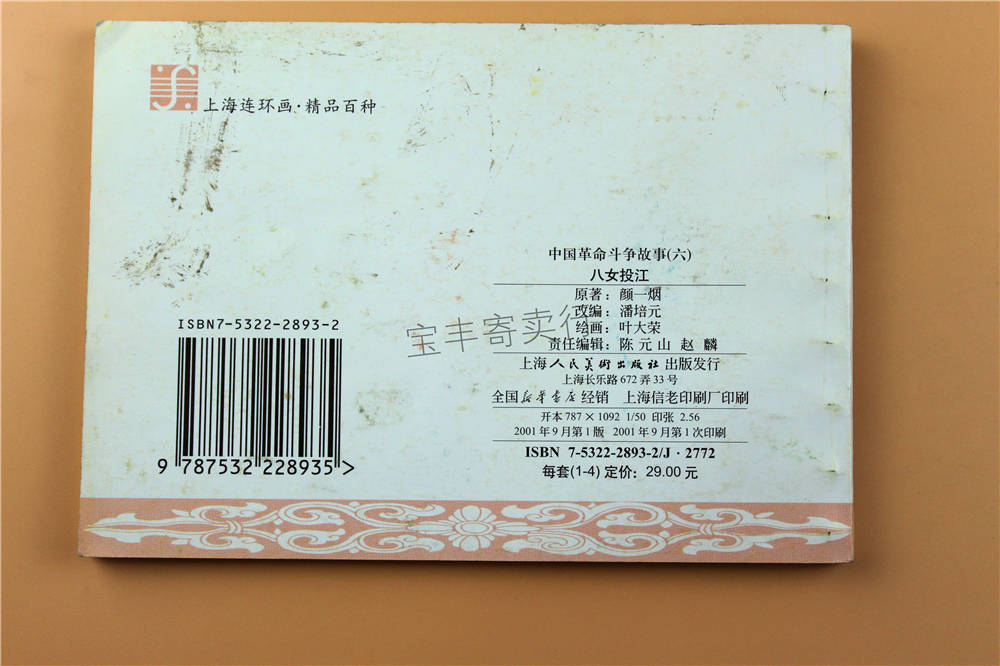 上海连环画·精品百种
中国革命斗争故事(六)
八女投江
原著：颜一烟
改编：潘培元
绘画：叶大荣
责任编辑：陈元山 赵麟
上海人民美術出版社 出版发行
上海长乐路672弄33号
全国新华书店经销 上海信老印刷厂印刷
开本787×1092 1/50 印张2.56
2001年9月第1版 2001年9月第1次印刷
ISBN 7-5322-2893-2/J·2772
每套(1-4)定价：29.00元
ISBN7-5322-2893-2
9 787532 228935 >
宝丰寄卖行